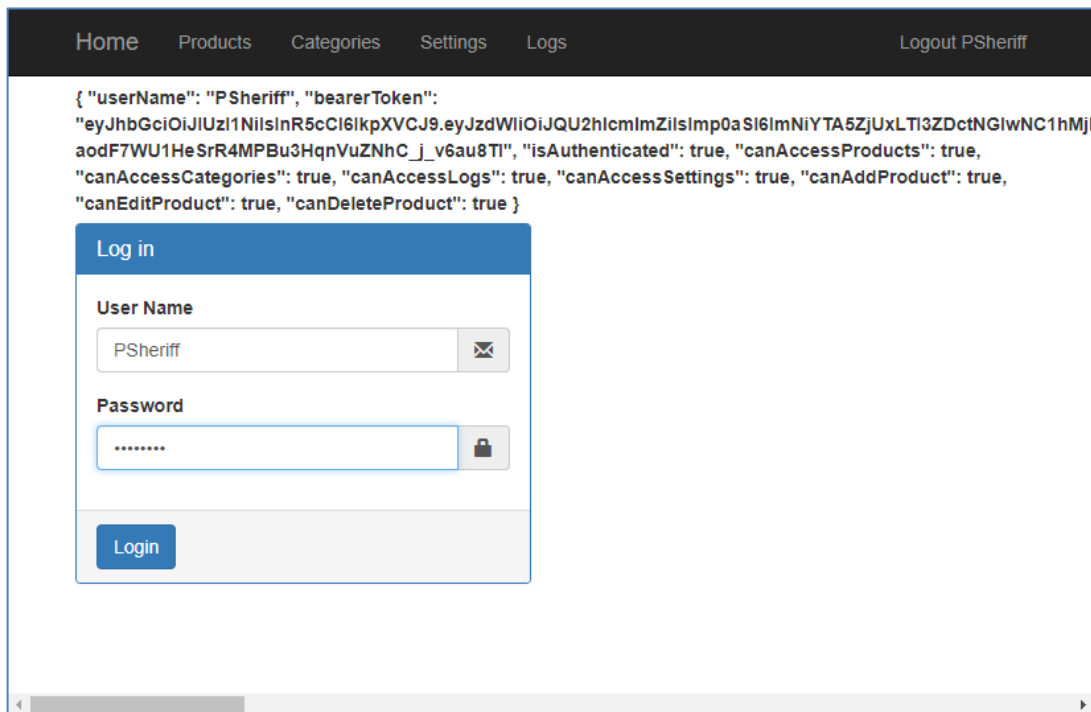 Home Products Categories Settings Logs Logout PSheriff
{ "userName": "PSheriff", "bearerToken":
"eyJhbGciOiJIUzI1NiIsInR5cCI6IkpXVCJ9.eyJzdWIiOiJQU2hlcmlmZiIsImp0aSI6ImNiYTA5ZjUxLTI3ZDctNGIwNC1hMj
aodF7WU1HeSrR4MPBu3HqnVuZNhC_j_v6au8TI", "isAuthenticated": true, "canAccessProducts": true,
"canAccessCategories": true, "canAccessLogs": true, "canAccessSettings": true, "canAddProduct": true,
"canEditProduct": true, "canDeleteProduct": true }
Log in
User Name
PSheriff
Password
••••••••
Login